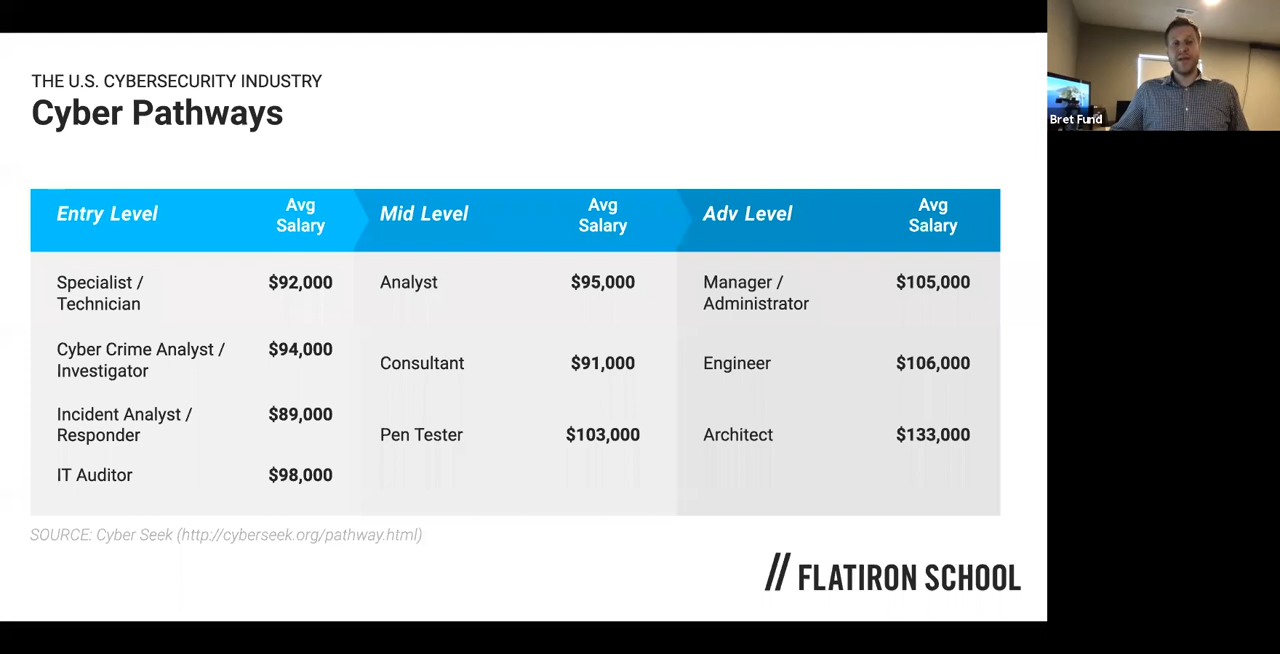 THE U.S. CYBERSECURITY INDUSTRY
Cyber Pathways
Entry Level
Avg
Salary
Mid Level
Avg
Salary
Adv Level
Avg
Salary
Specialist /
Technician
$92,000
Analyst
$95,000
Manager /
Administrator
$105,000
Cyber Crime Analyst /
Investigator
$94,000
Consultant
$91,000
Engineer
$106,000
Incident Analyst /
Responder
$89,000
Pen Tester
$103,000
Architect
$133,000
IT Auditor
$98,000
SOURCE: Cyber Seek (http://cyberseek.org/pathway.html)
// FLATIRON SCHOOL
Bret Fund